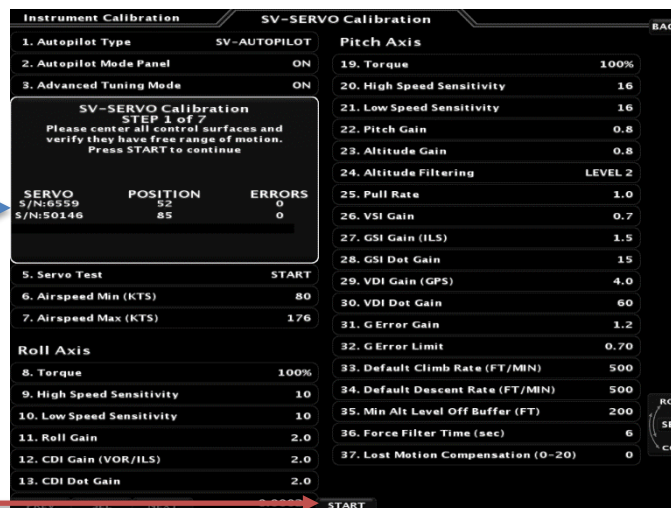 Instrument Calibration
SV-SERVO Calibration
1. Autopilot Type SV-AUTOPILOT
2. Autopilot Mode Panel ON
3. Advanced Tuning Mode ON
SV-SERVO Calibration
STEP 1 of 7
Please center all control surfaces and
verify they have free range of motion.
Press START to continue
SERVO POSITION ERRORS
S/N:6559 52 0
S/N:50146 85 0
5. Servo Test START
6. Airspeed Min (KTS) 80
7. Airspeed Max (KTS) 176
Roll Axis
8. Torque 100%
9. High Speed Sensitivity 10
10. Low Speed Sensitivity 10
11. Roll Gain 2.0
12. CDI Gain (VOR/ILS) 2.0
13. CDI Dot Gain 2.0
Pitch Axis
19. Torque 100%
20. High Speed Sensitivity 16
21. Low Speed Sensitivity 16
22. Pitch Gain 0.8
23. Altitude Gain 0.8
24. Altitude Filtering LEVEL 2
25. Pull Rate 1.0
26. VSI Gain 0.7
27. GSI Gain (ILS) 1.5
28. GSI Dot Gain 15
29. VDI Gain (GPS) 4.0
30. VDI Dot Gain 60
31. G Error Gain 1.2
32. G Error Limit 0.70
33. Default Climb Rate (FT/MIN) 500
34. Default Descent Rate (FT/MIN) 500
35. Min Alt Level Off Buffer (FT) 200
36. Force Filter Time (sec) 6
37. Lost Motion Compensation (0-20) 0
START